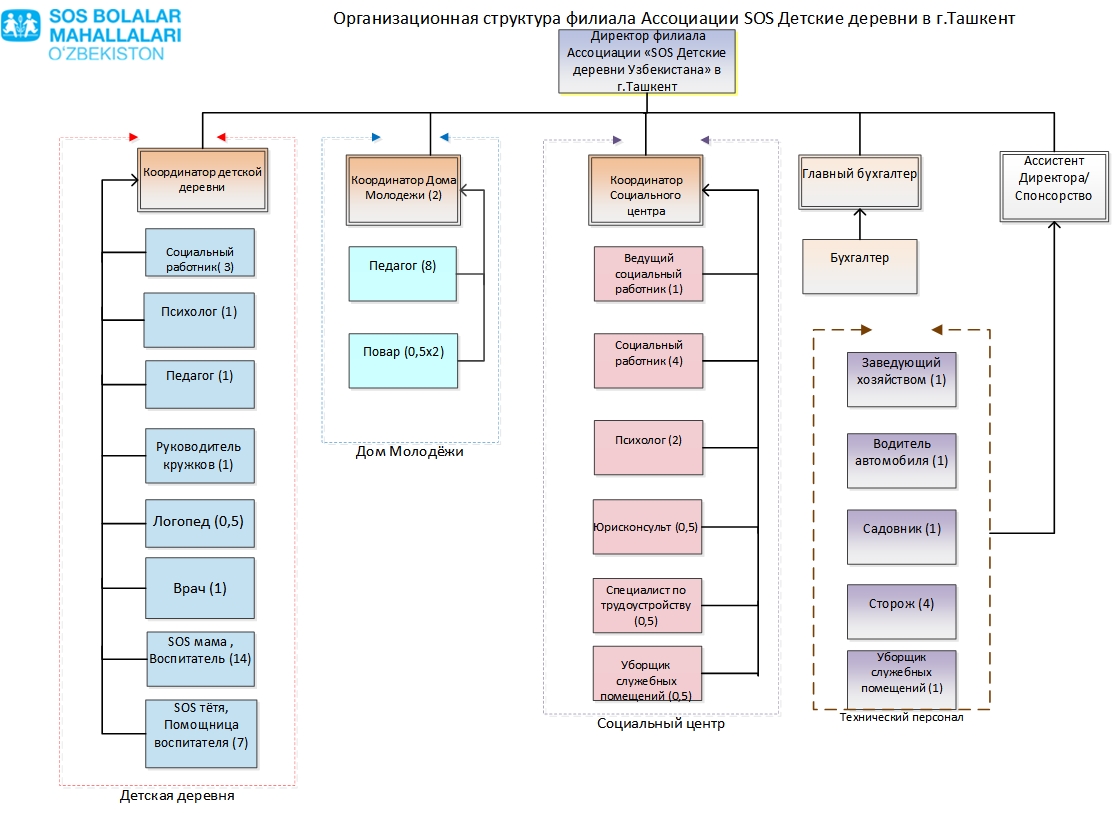 SOS BOLALAR
MAHALLALARI
O‘ZBEKISTON
Организационная структура филиала Ассоциации SOS Детские деревни в г.Ташкент
Директор филиала
Ассоциации «SOS Детские
деревни Узбекистана» в
г.Ташкент
Координатор детской
деревни
Социальный
работник( 3)
Психолог (1)
Педагог (1)
Руководитель
кружков (1)
Логопед (0,5)
Врач (1)
SOS мама ,
Воспитатель (14)
SOS тётя,
Помощница
воспитателя (7)
Детская деревня
Координатор Дома
Молодежи (2)
Педагог (8)
Повар (0,5х2)
Дом Молодёжи
Координатор
Социального
центра
Ведущий
социальный
работник (1)
Социальный
работник (4)
Психолог (2)
Юрисконсульт (0,5)
Специалист по
трудоустройству
(0,5)
Уборщик
служебных
помещений (0,5)
Социальный центр
Главный бухгалтер
Бухгалтер
Ассистент
Директора/
Спонсорство
Заведующий
хозяйством (1)
Водитель
автомобиля (1)
Садовник (1)
Сторож (4)
Уборщик
служебных
помещений (1)
Технический персонал